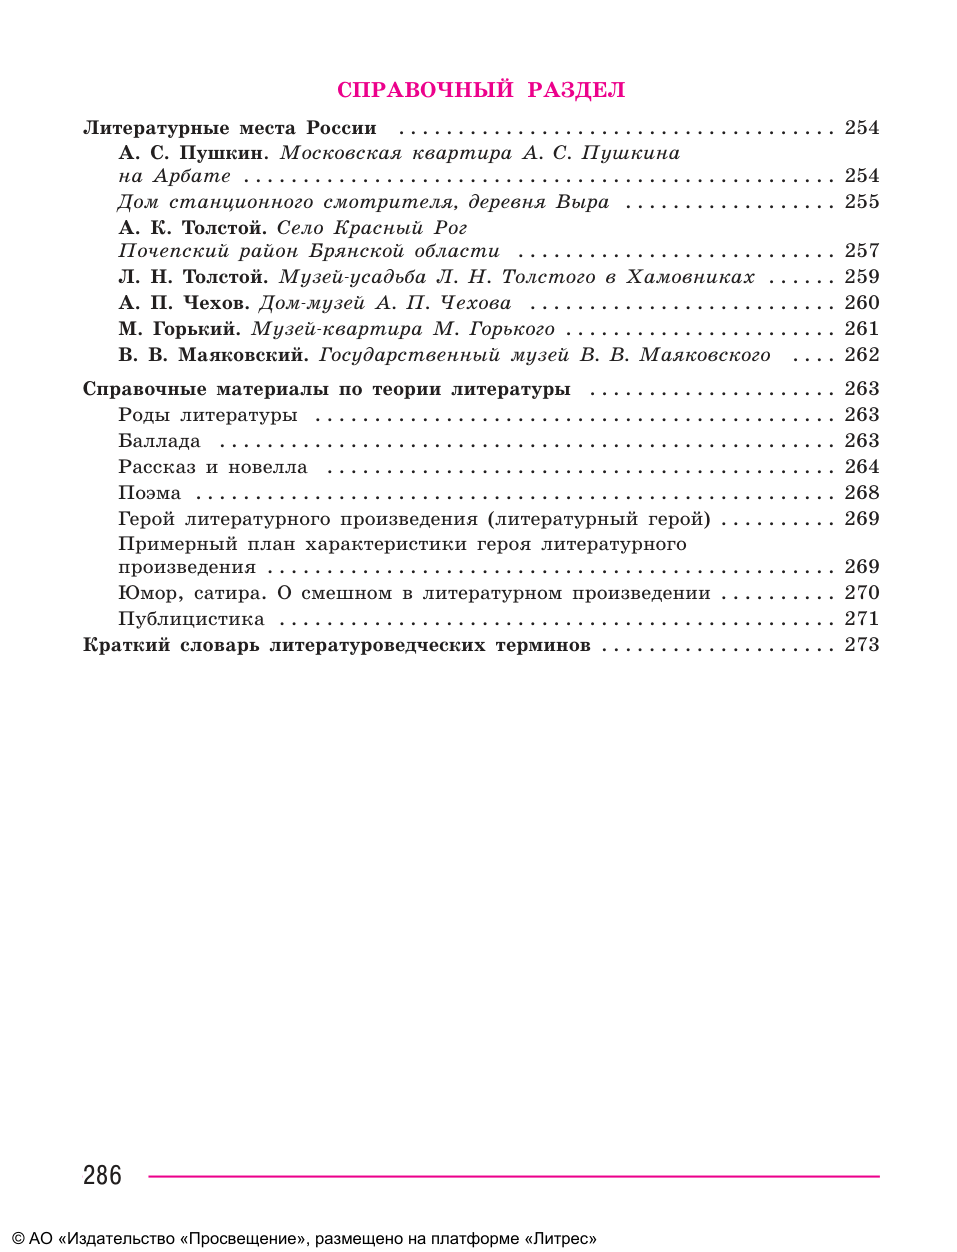 СПРАВОЧНЫЙ РАЗДЕЛ
Литературные места России . . . . . . . . . . . . . . . . . . . . . . . . . . . . . . . . . . . . . 254
А. С. Пушкин. Московская квартира А. С. Пушкина
на Арбате . . . . . . . . . . . . . . . . . . . . . . . . . . . . . . . . . . . . . . . . . . . . . . . . . . 254
Дом станционного смотрителя, деревня Выра . . . . . . . . . . . . . . . . . . 255
А. К. Толстой. Село Красный Рог
Почепский район Брянской области . . . . . . . . . . . . . . . . . . . . . . . . . . . 257
Л. Н. Толстой. Музей-усадьба Л. Н. Толстого в Хамовниках . . . . . . 259
А. П. Чехов. Дом-музей А. П. Чехова . . . . . . . . . . . . . . . . . . . . . . . . . . 260
М. Горький. Музей-квартира М. Горького . . . . . . . . . . . . . . . . . . . . . . . 261
В. В. Маяковский. Государственный музей В. В. Маяковского . . . . 262
Справочные материалы по теории литературы . . . . . . . . . . . . . . . . . . . . . 263
Роды литературы . . . . . . . . . . . . . . . . . . . . . . . . . . . . . . . . . . . . . . . . . . . . 263
Баллада . . . . . . . . . . . . . . . . . . . . . . . . . . . . . . . . . . . . . . . . . . . . . . . . . . . . 263
Рассказ и новелла . . . . . . . . . . . . . . . . . . . . . . . . . . . . . . . . . . . . . . . . . . . 264
Поэма . . . . . . . . . . . . . . . . . . . . . . . . . . . . . . . . . . . . . . . . . . . . . . . . . . . . . . 268
Герой литературного произведения (литературный герой) . . . . . . . . . . 269
Примерный план характеристики героя литературного
произведения . . . . . . . . . . . . . . . . . . . . . . . . . . . . . . . . . . . . . . . . . . . . . . . . 269
Юмор, сатира. О смешном в литературном произведении . . . . . . . . . . 270
Публицистика . . . . . . . . . . . . . . . . . . . . . . . . . . . . . . . . . . . . . . . . . . . . . . . 271
Краткий словарь литературоведческих терминов . . . . . . . . . . . . . . . . . . . . 273
286
© АО «Издательство «Просвещение», размещено на платформе «Литрес»